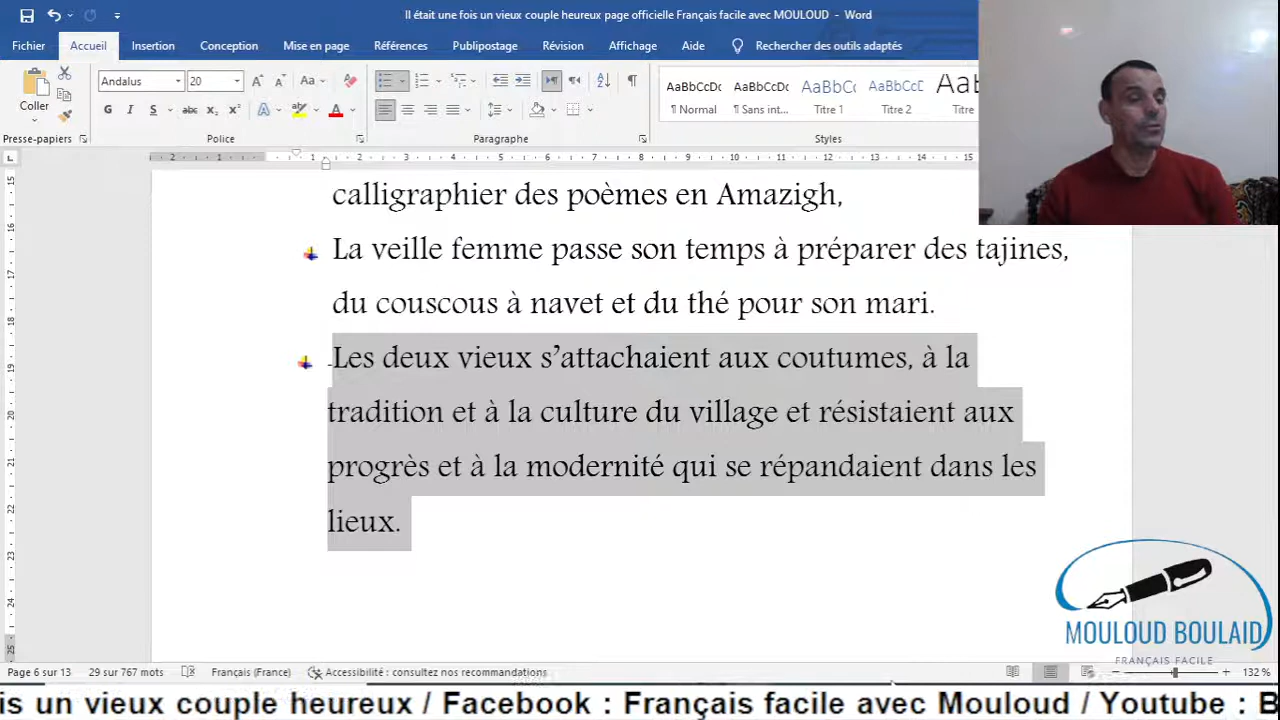 Il était une fois un vieux couple heureux page officielle Français facile avec MOULOUD - Word
Fichier Accueil Insertion Conception Mise en page Références Publipostage Révision Affichage Aide Rechercher des outils adaptés
Coller
Andalus 20
Presse-papiers Police Paragraphe Styles
AaBbCcDc AaBbCcDc AaBbCcDc AaBbCcDc
¶ Normal ¶ Sans int... Titre 1 Titre 2 Titre
calligraphier des poèmes en Amazigh,
La veille femme passe son temps à préparer des tajines,
du couscous à navet et du thé pour son mari.
Les deux vieux s’attachaient aux coutumes, à la
tradition et à la culture du village et résistaient aux
progrès et à la modernité qui se répandaient dans les
lieux.
MOULOUD BOULAID
FRANÇAIS FACILE
Page 6 sur 13 29 sur 767 mots Français (France) Accessibilité : consultez nos recommandations 132 %
is un vieux couple heureux / Facebook : Français facile avec Mouloud / Youtube : B